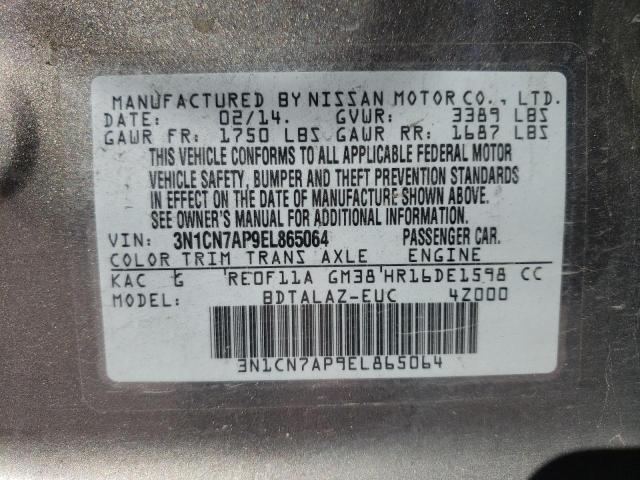 MANUFACTURED BY NISSAN MOTOR CO., LTD.
DATE: 02/14. GVWR: 3389 LBS
GAWR FR: 1750 LBS GAWR RR: 1687 LBS
THIS VEHICLE CONFORMS TO ALL APPLICABLE FEDERAL MOTOR
VEHICLE SAFETY, BUMPER AND THEFT PREVENTION STANDARDS
IN EFFECT ON THE DATE OF MANUFACTURE SHOWN ABOVE.
SEE OWNER'S MANUAL FOR ADDITIONAL INFORMATION.
VIN: 3N1CN7AP9EL865064 PASSENGER CAR.
COLOR TRIM TRANS AXLE ENGINE
KAC G RE0F11A GM38 HR16DE1598 CC
MODEL: BDTALAZ-EUC 4Z000
3N1CN7AP9EL865064